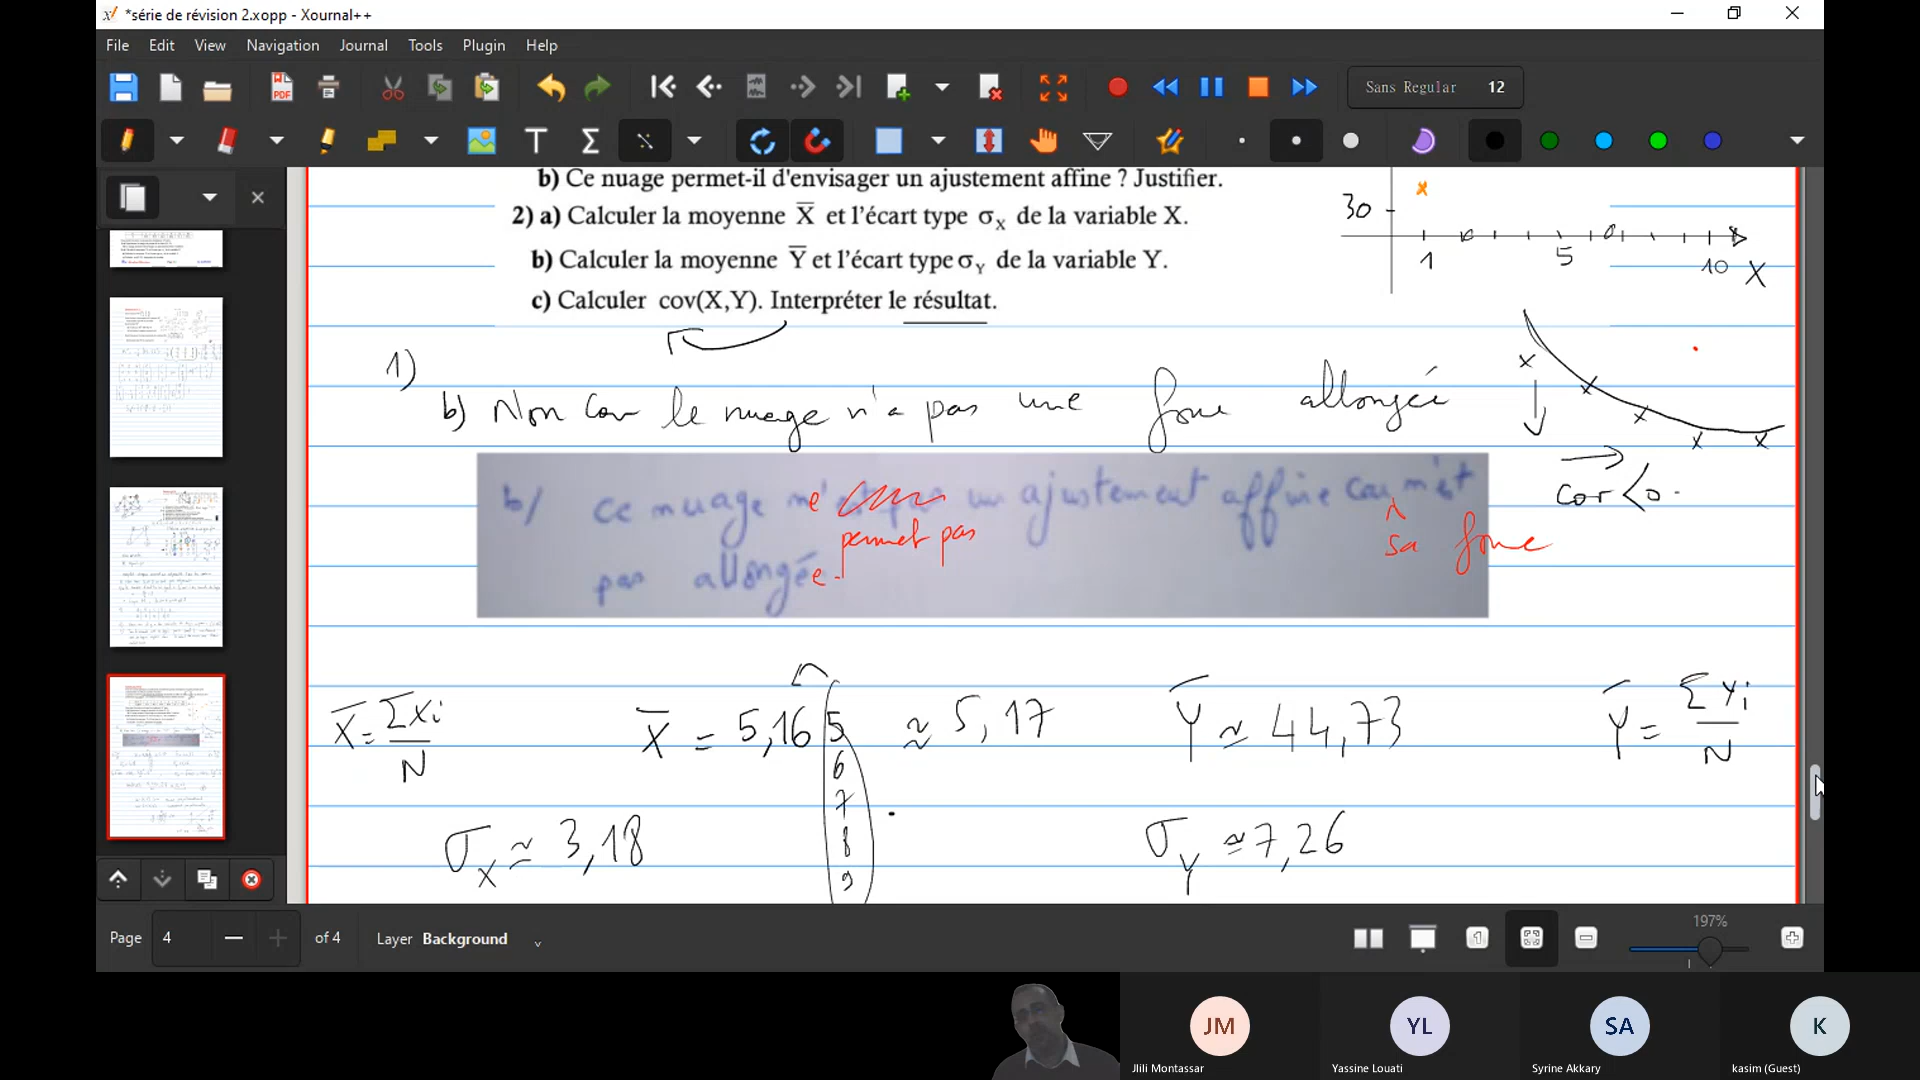 *série de révision 2.xopp - Xournal++
File Edit View Navigation Journal Tools Plugin Help
PDF
Sans Regular 12
T Σ
b) Ce nuage permet-il d'envisager un ajustement affine ? Justifier.
2) a) Calculer la moyenne X̅ et l'écart type σX de la variable X.
b) Calculer la moyenne Y̅ et l'écart type σY de la variable Y.
c) Calculer cov(X,Y). Interpréter le résultat.
30
1 5 10 X
1)
b) Non Car le nuage n'a pas une forme allongée
cov < 0.
b/ ce nuage ne un ajustement affine car n'est
permet pas
sa forme
pas allongée.
X̅ = ΣXi / N
X̅ = 5,165 ≈ 5,17
6
7
8
9
Y̅ ≃ 44,73
Y̅ = ΣYi / N
σX ≃ 3,18
σY ≃ 7,26
Page 4 of 4 Layer Background
197%
JM YL SA K
Jlili Montassar Yassine Louati Syrine Akkary kasim (Guest)